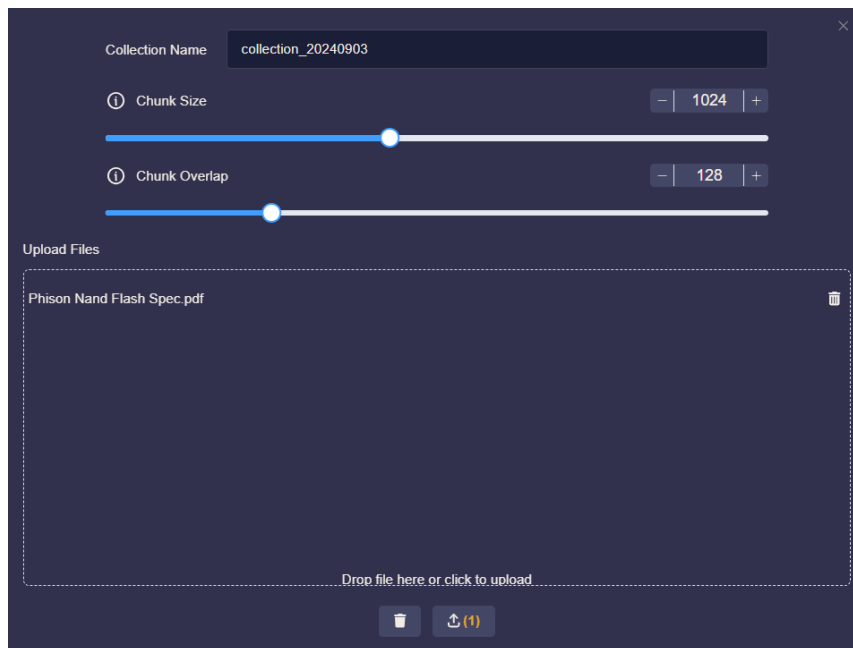 Collection Name collection_20240903
Chunk Size 1024
Chunk Overlap 128
Upload Files
Phison Nand Flash Spec.pdf
Drop file here or click to upload
(1)